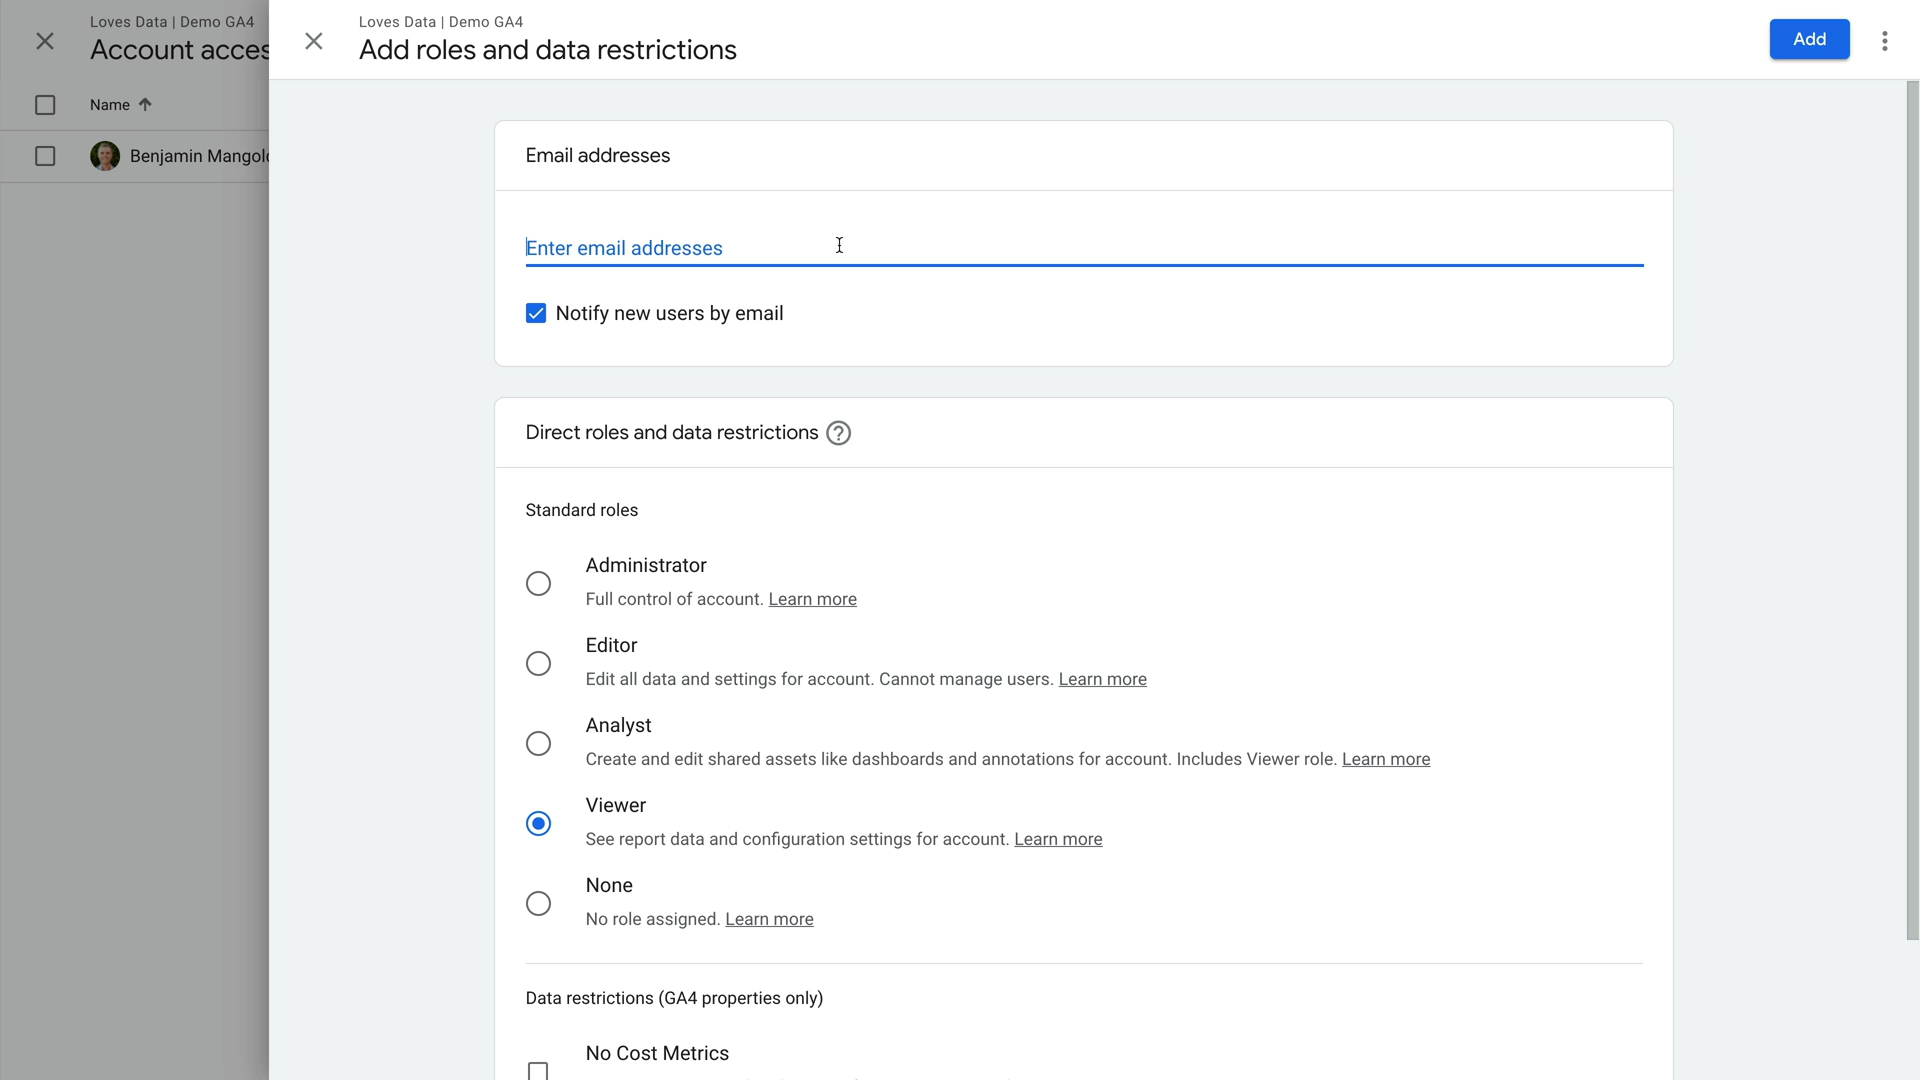 Loves Data | Demo GA4
Account acces
Name
Benjamin Mangol
Loves Data | Demo GA4
Add roles and data restrictions
Add
Email addresses
Enter email addresses
Notify new users by email
Direct roles and data restrictions
Standard roles
Administrator
Full control of account. Learn more
Editor
Edit all data and settings for account. Cannot manage users. Learn more
Analyst
Create and edit shared assets like dashboards and annotations for account. Includes Viewer role. Learn more
Viewer
See report data and configuration settings for account. Learn more
None
No role assigned. Learn more
Data restrictions (GA4 properties only)
No Cost Metrics